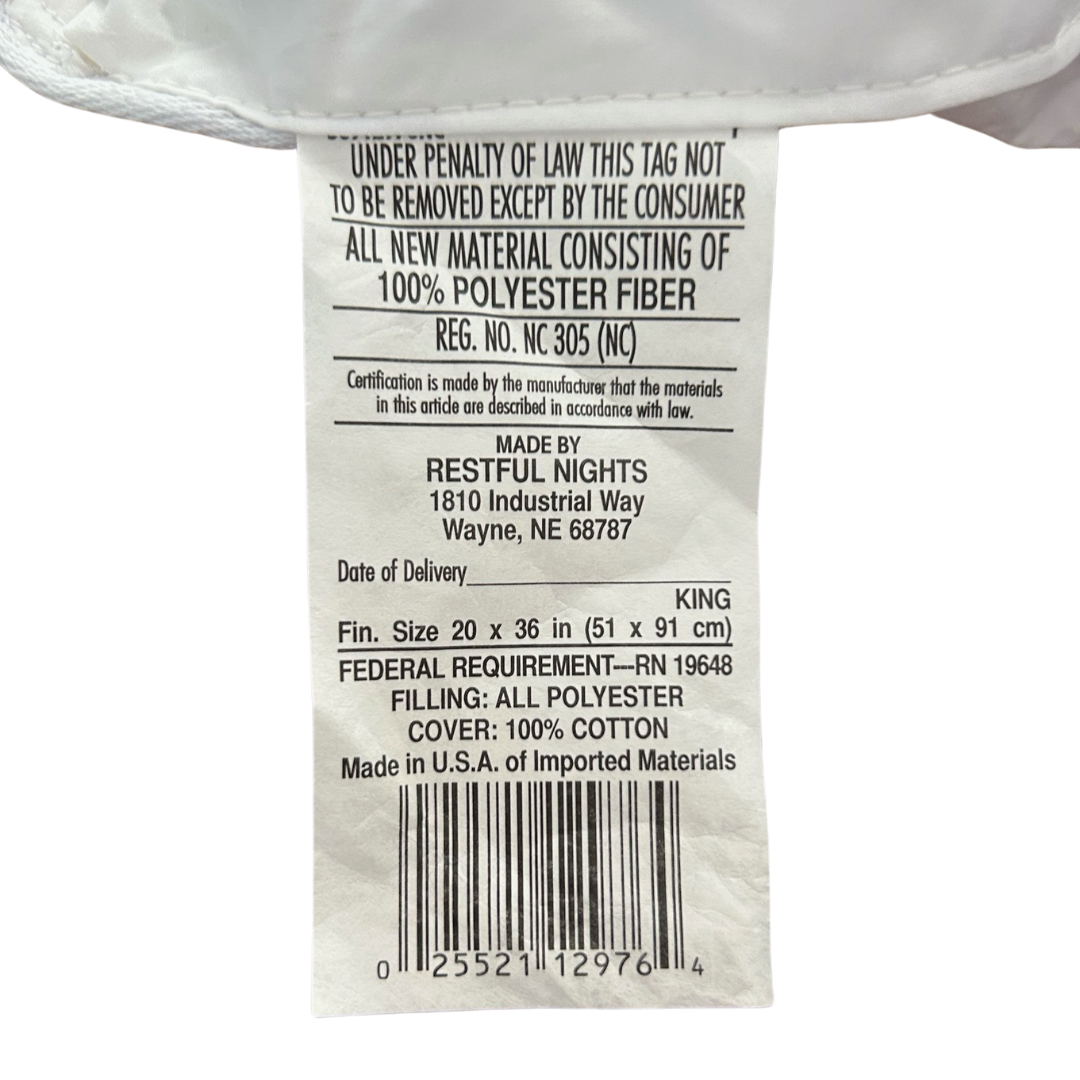 UNDER PENALTY OF LAW THIS TAG NOT
TO BE REMOVED EXCEPT BY THE CONSUMER
ALL NEW MATERIAL CONSISTING OF
100% POLYESTER FIBER
REG. NO. NC 305 (NC)
Certification is made by the manufacturer that the materials
in this article are described in accordance with law.
MADE BY
RESTFUL NIGHTS
1810 Industrial Way
Wayne, NE 68787
Date of Delivery
KING
Fin. Size 20 x 36 in (51 x 91 cm)
FEDERAL REQUIREMENT---RN 19648
FILLING: ALL POLYESTER
COVER: 100% COTTON
Made in U.S.A. of Imported Materials
0 25521 12976 4